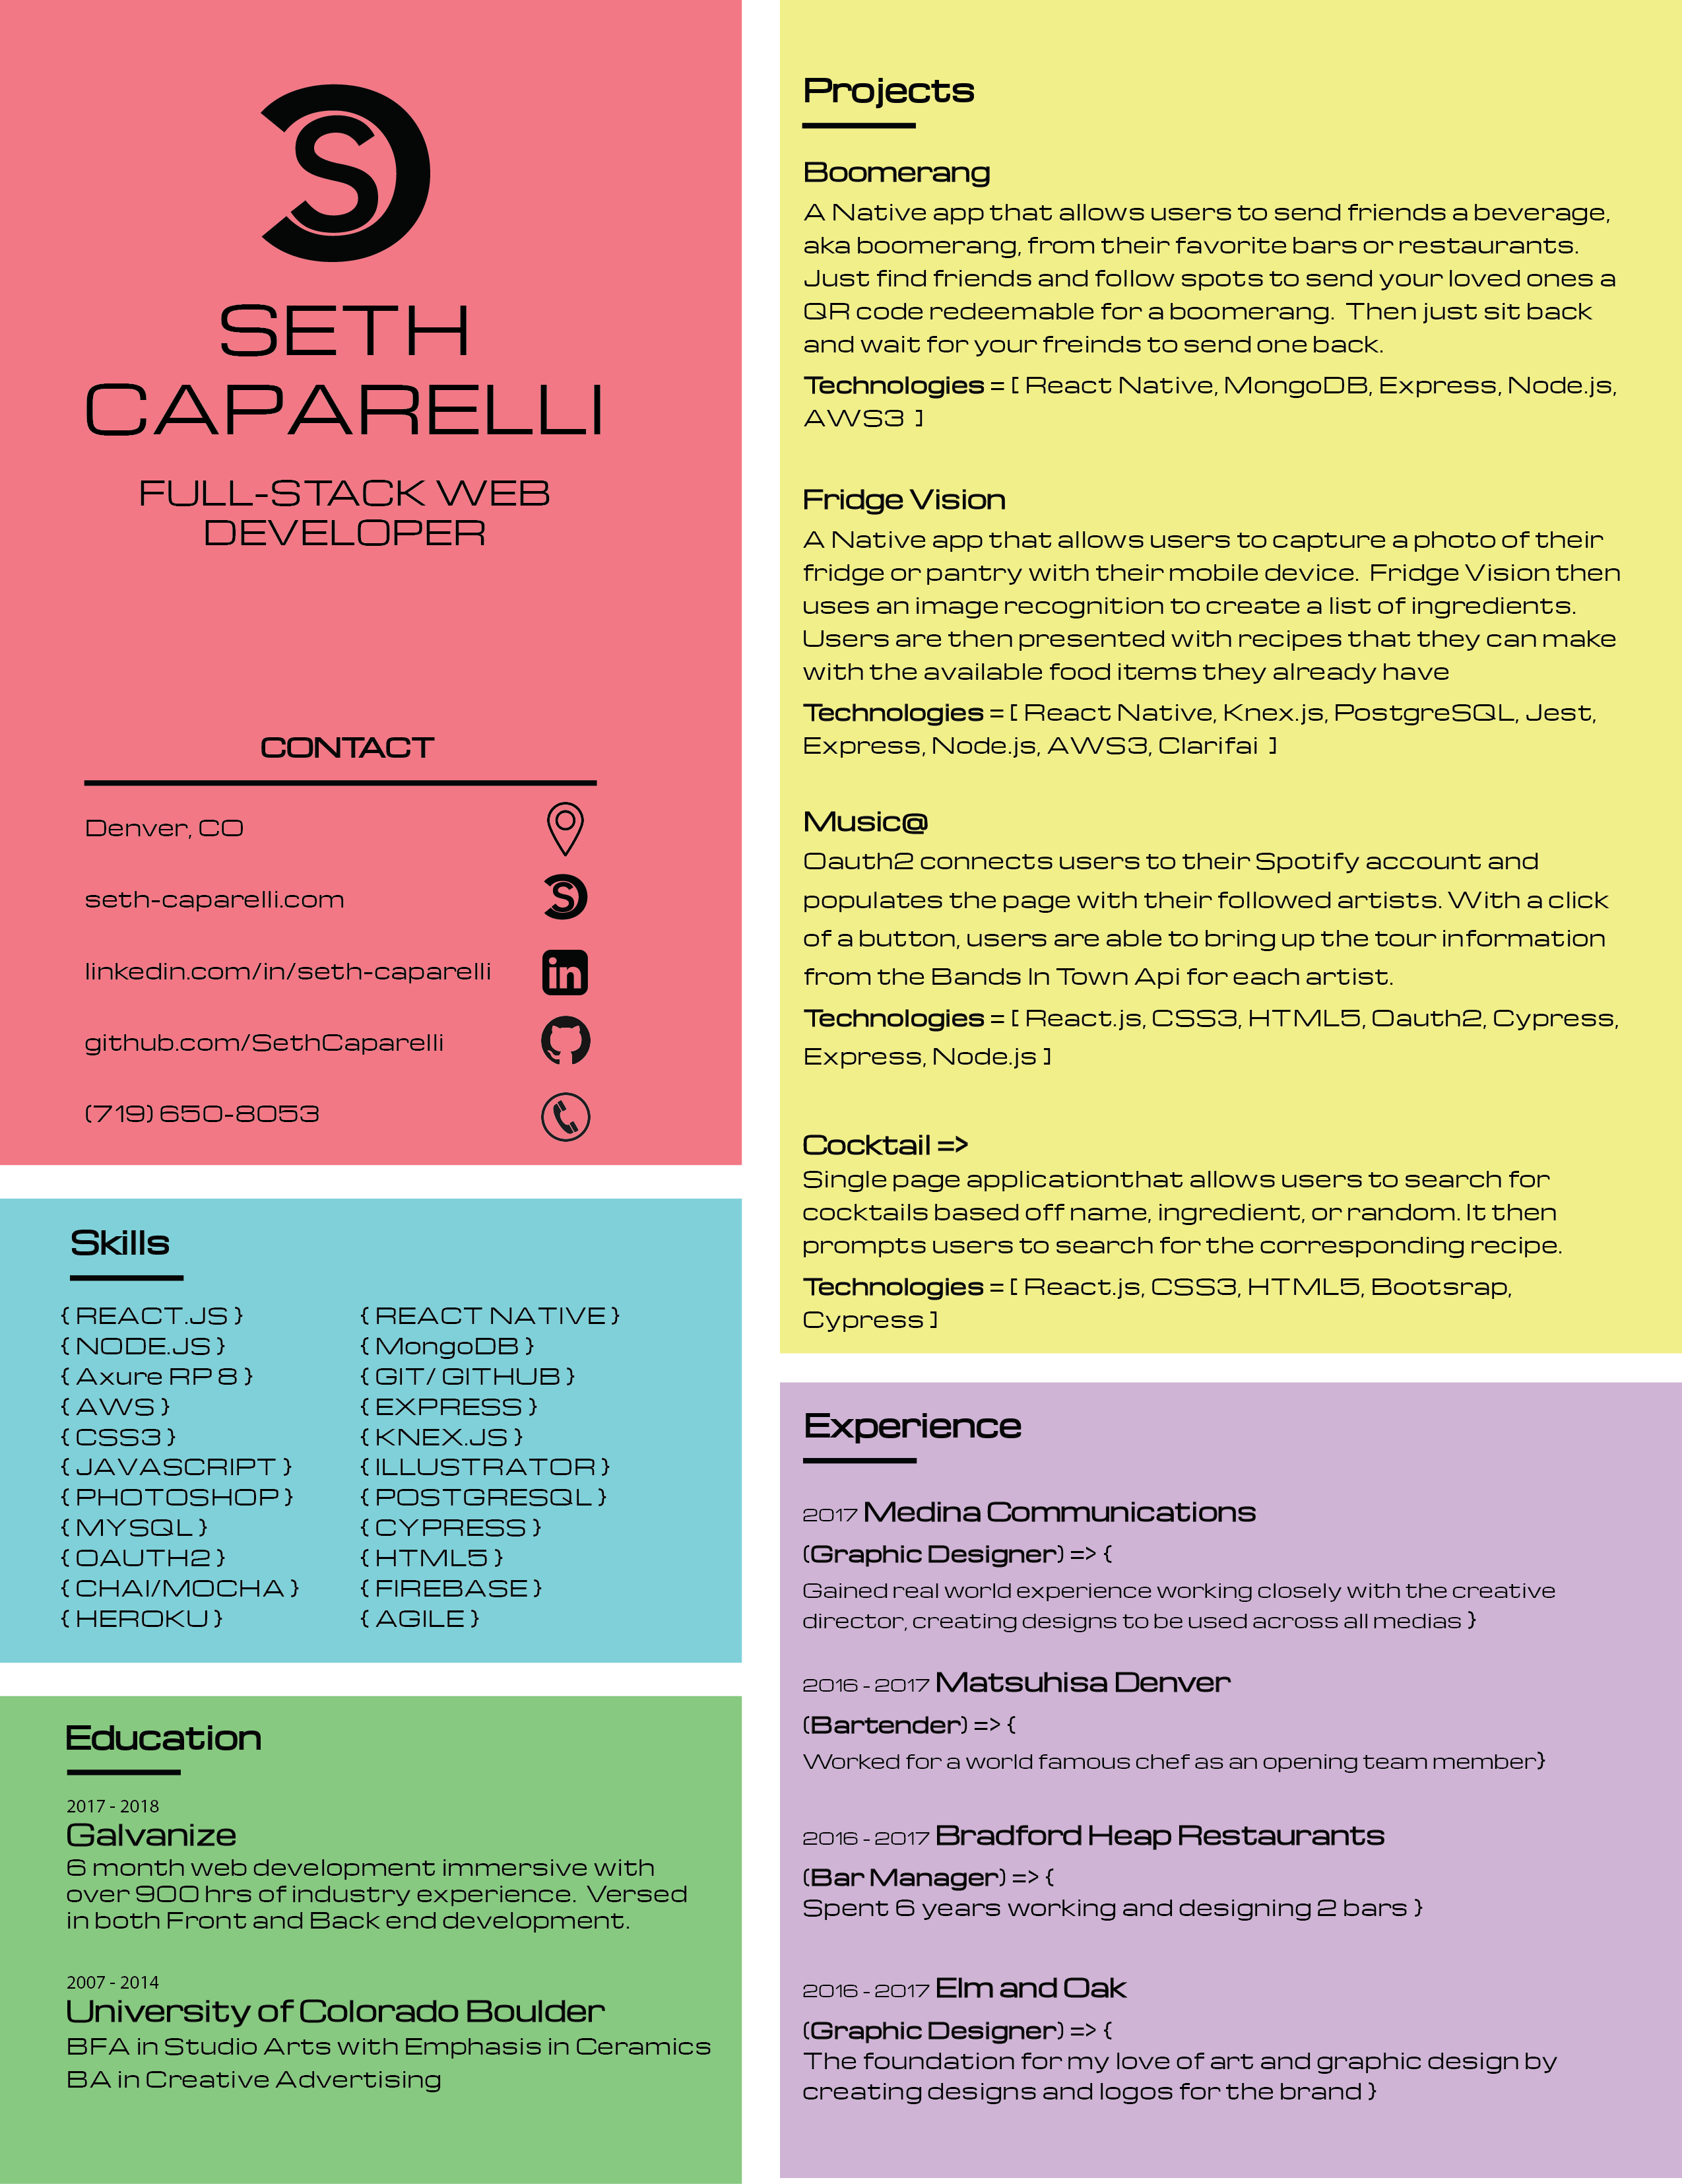 SETH
CAPARELLI
FULL-STACK WEB
DEVELOPER
CONTACT
Denver, CO
seth-caparelli.com
linkedin.com/in/seth-caparelli
github.com/SethCaparelli
(719) 650-8053
Skills
{ REACT.JS }
{ NODE.JS }
{ Axure RP 8 }
{ AWS }
{ CSS3 }
{ JAVASCRIPT }
{ PHOTOSHOP }
{ MYSQL }
{ OAUTH2 }
{ CHAI/MOCHA }
{ HEROKU }
{ REACT NATIVE }
{ MongoDB }
{ GIT/ GITHUB }
{ EXPRESS }
{ KNEX.JS }
{ ILLUSTRATOR }
{ POSTGRESQL }
{ CYPRESS }
{ HTML5 }
{ FIREBASE }
{ AGILE }
Education
2017 - 2018
Galvanize
6 month web development immersive with
over 900 hrs of industry experience. Versed
in both Front and Back end development.
2007 - 2014
University of Colorado Boulder
BFA in Studio Arts with Emphasis in Ceramics
BA in Creative Advertising
Projects
Boomerang
A Native app that allows users to send friends a beverage,
aka boomerang, from their favorite bars or restaurants.
Just find friends and follow spots to send your loved ones a
QR code redeemable for a boomerang. Then just sit back
and wait for your freinds to send one back.
Technologies = [ React Native, MongoDB, Express, Node.js,
AWS3 ]
Fridge Vision
A Native app that allows users to capture a photo of their
fridge or pantry with their mobile device. Fridge Vision then
uses an image recognition to create a list of ingredients.
Users are then presented with recipes that they can make
with the available food items they already have
Technologies = [ React Native, Knex.js, PostgreSQL, Jest,
Express, Node.js, AWS3, Clarifai ]
Music@
Oauth2 connects users to their Spotify account and
populates the page with their followed artists. With a click
of a button, users are able to bring up the tour information
from the Bands In Town Api for each artist.
Technologies = [ React.js, CSS3, HTML5, Oauth2, Cypress,
Express, Node.js ]
Cocktail =>
Single page applicationthat allows users to search for
cocktails based off name, ingredient, or random. It then
prompts users to search for the corresponding recipe.
Technologies = [ React.js, CSS3, HTML5, Bootsrap,
Cypress ]
Experience
2017 Medina Communications
(Graphic Designer) => {
Gained real world experience working closely with the creative
director, creating designs to be used across all medias }
2016 - 2017 Matsuhisa Denver
(Bartender) => {
Worked for a world famous chef as an opening team member}
2016 - 2017 Bradford Heap Restaurants
(Bar Manager) => {
Spent 6 years working and designing 2 bars }
2016 - 2017 Elm and Oak
(Graphic Designer) => {
The foundation for my love of art and graphic design by
creating designs and logos for the brand }